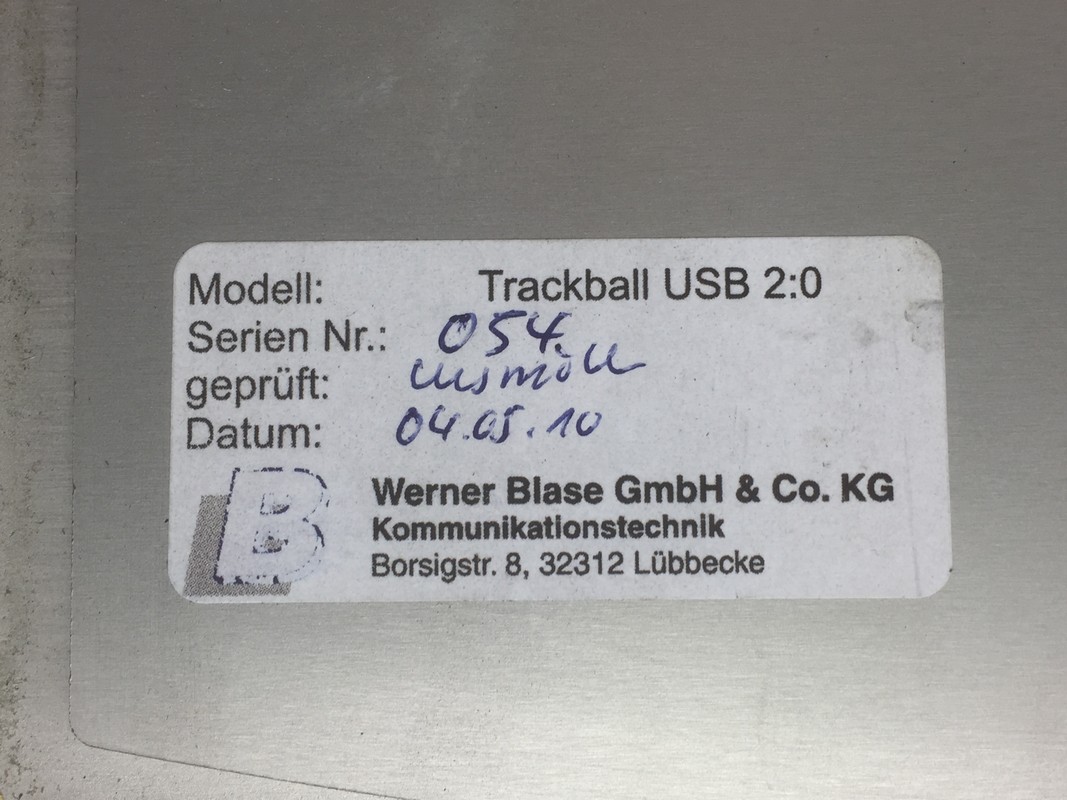 Modell: Trackball USB 2:0
Serien Nr.: 054.
geprüft:
Datum: 04.05.10
B
Werner Blase GmbH & Co. KG
Kommunikationstechnik
Borsigstr. 8, 32312 Lübbecke